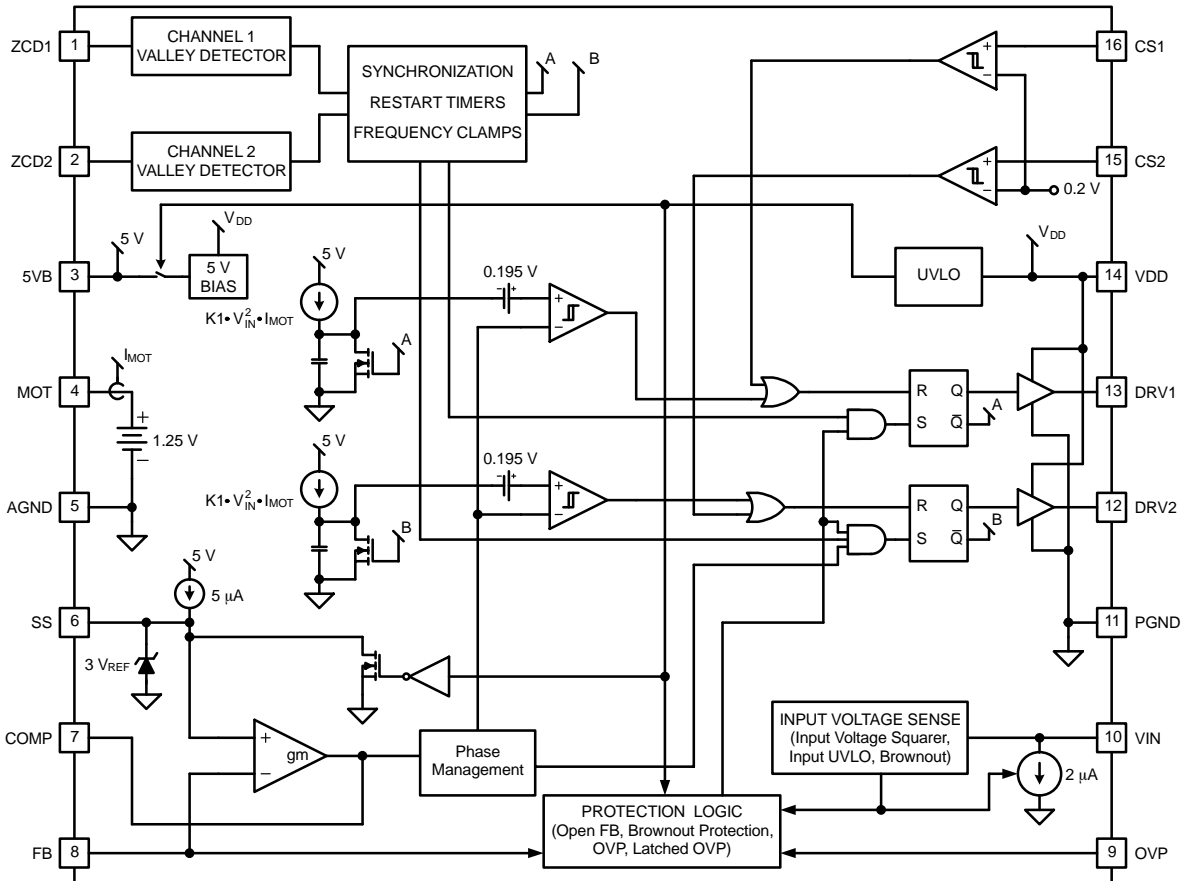 ZCD1
1
CHANNEL 1
VALLEY DETECTOR
SYNCHRONIZATION
RESTART TIMERS
FREQUENCY CLAMPS
A
B
+
−
16
CS1
ZCD2
2
CHANNEL 2
VALLEY DETECTOR
+
−
15
CS2
0.2 V
5VB
3
5 V
VDD
5 V
BIAS
UVLO
VDD
14
VDD
5 V
K1•V²IN•IMOT
0.195 V
-
+
+
−
A
MOT
4
IMOT
+
1.25 V
−
R
Q
S
Q̅
A
13
DRV1
5 V
K1•V²IN•IMOT
0.195 V
-
+
+
−
B
AGND
5
R
Q
S
Q̅
B
12
DRV2
5 V
5 μA
SS
6
3 VREF
11
PGND
COMP
7
+
gm
−
Phase
Management
INPUT VOLTAGE SENSE
(Input Voltage Squarer,
Input UVLO, Brownout)
10
VIN
2 μA
PROTECTION LOGIC
(Open FB, Brownout Protection,
OVP, Latched OVP)
FB
8
9
OVP